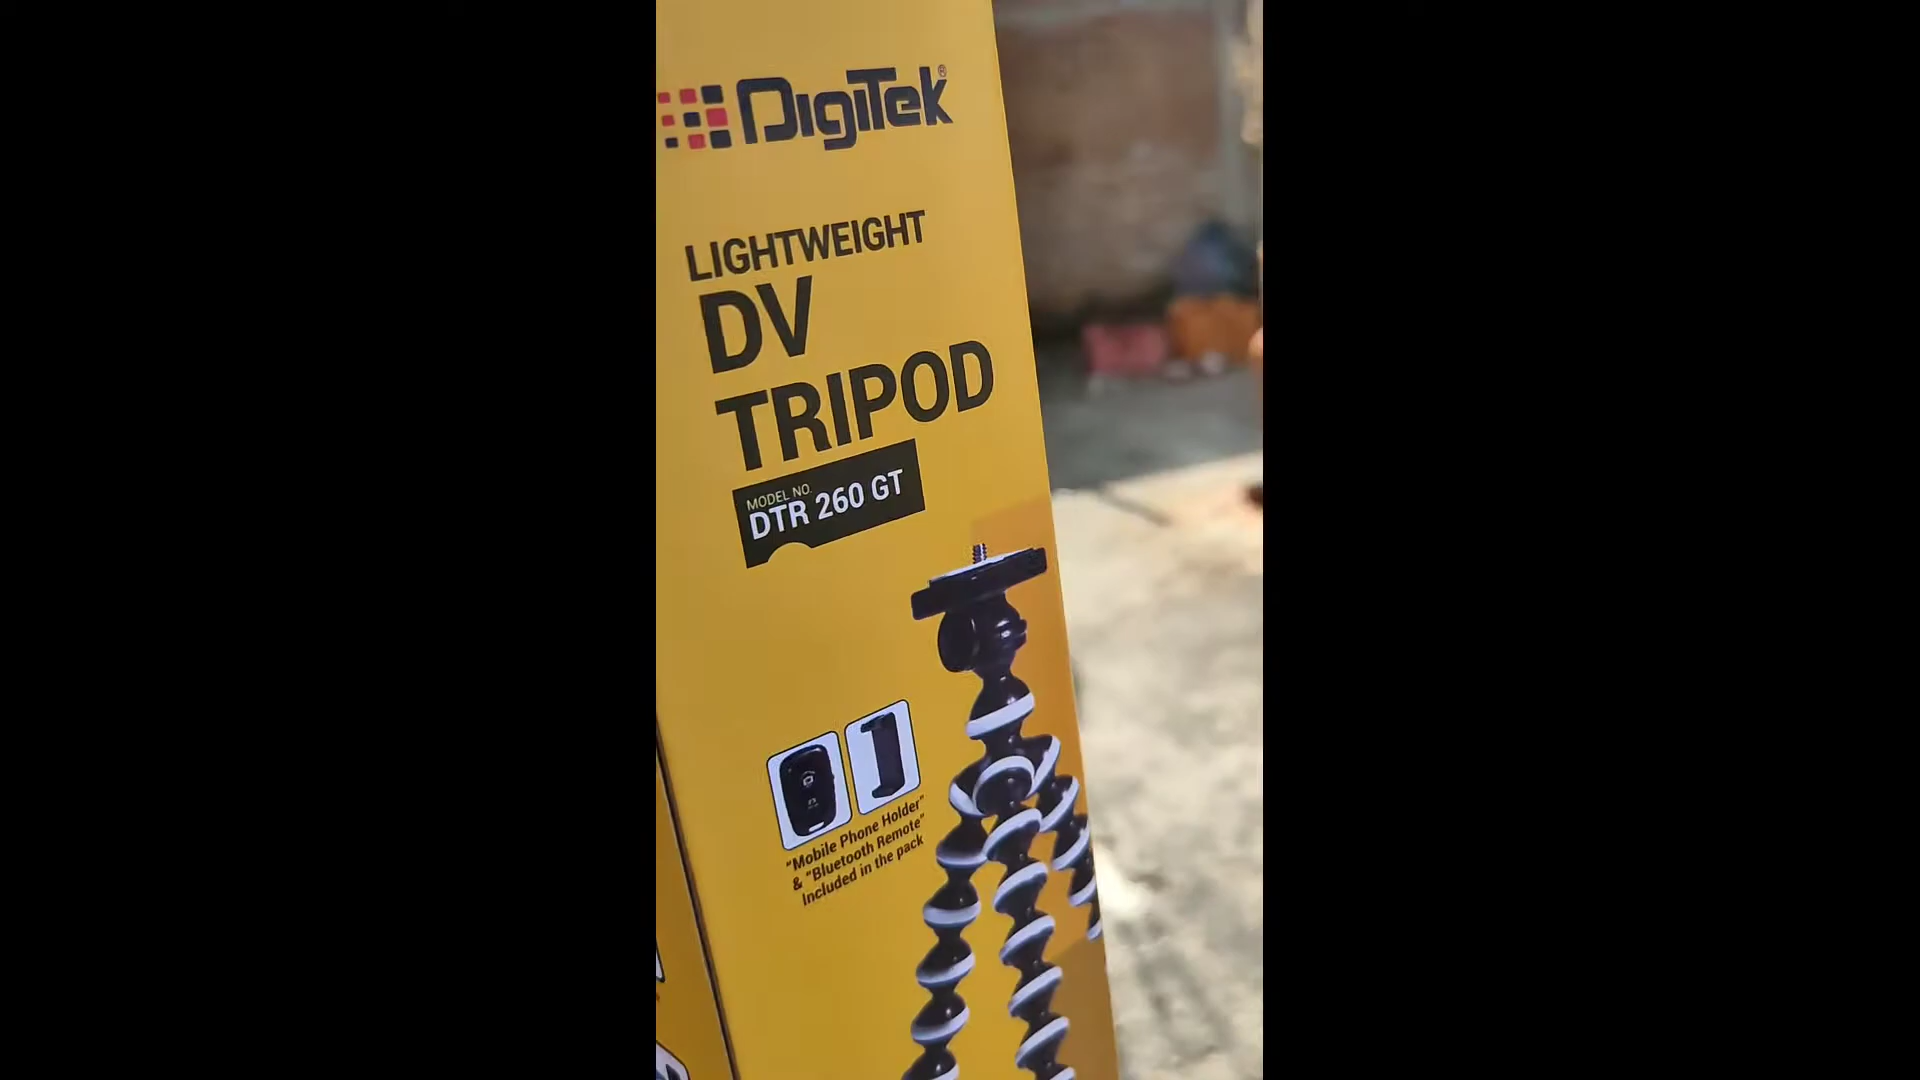 DIGITEK®
LIGHTWEIGHT
DV
TRIPOD
MODEL NO.
DTR 260 GT
"Mobile Phone Holder"
& "Bluetooth Remote"
Included in the pack